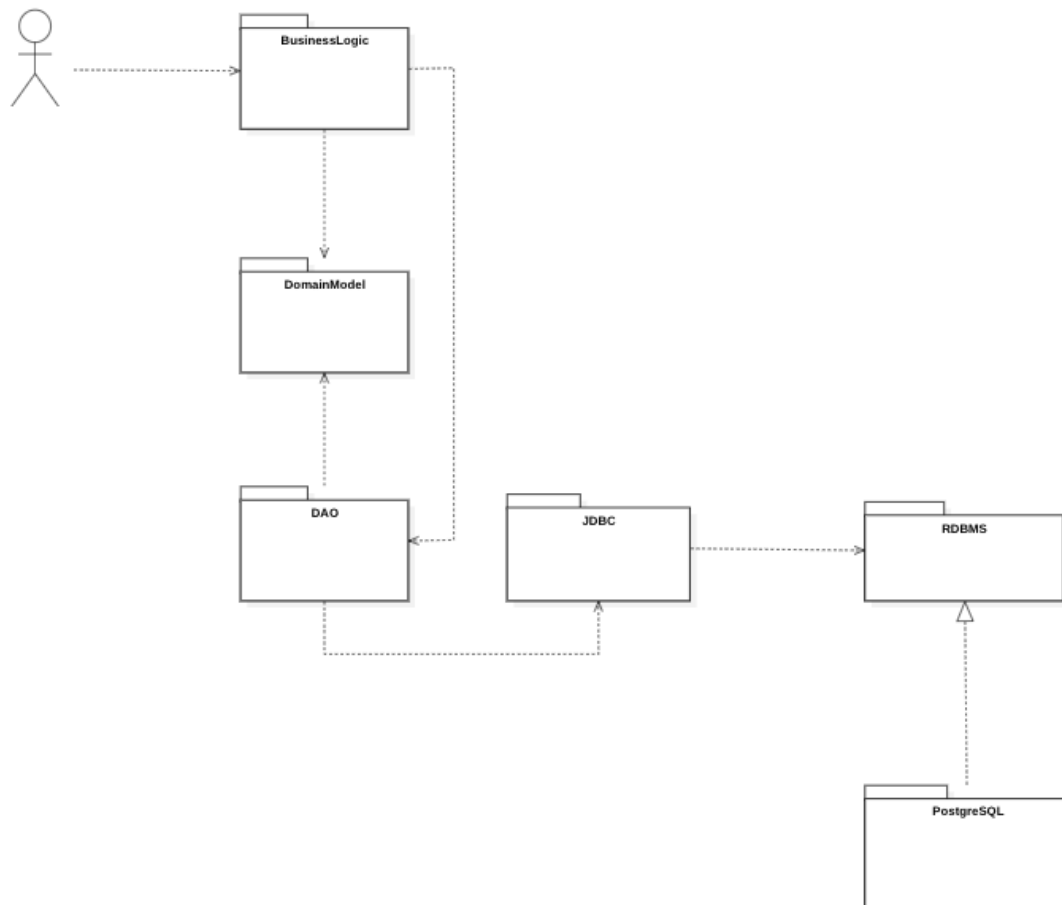 BusinessLogic
DomainModel
DAO
JDBC
RDBMS
PostgreSQL